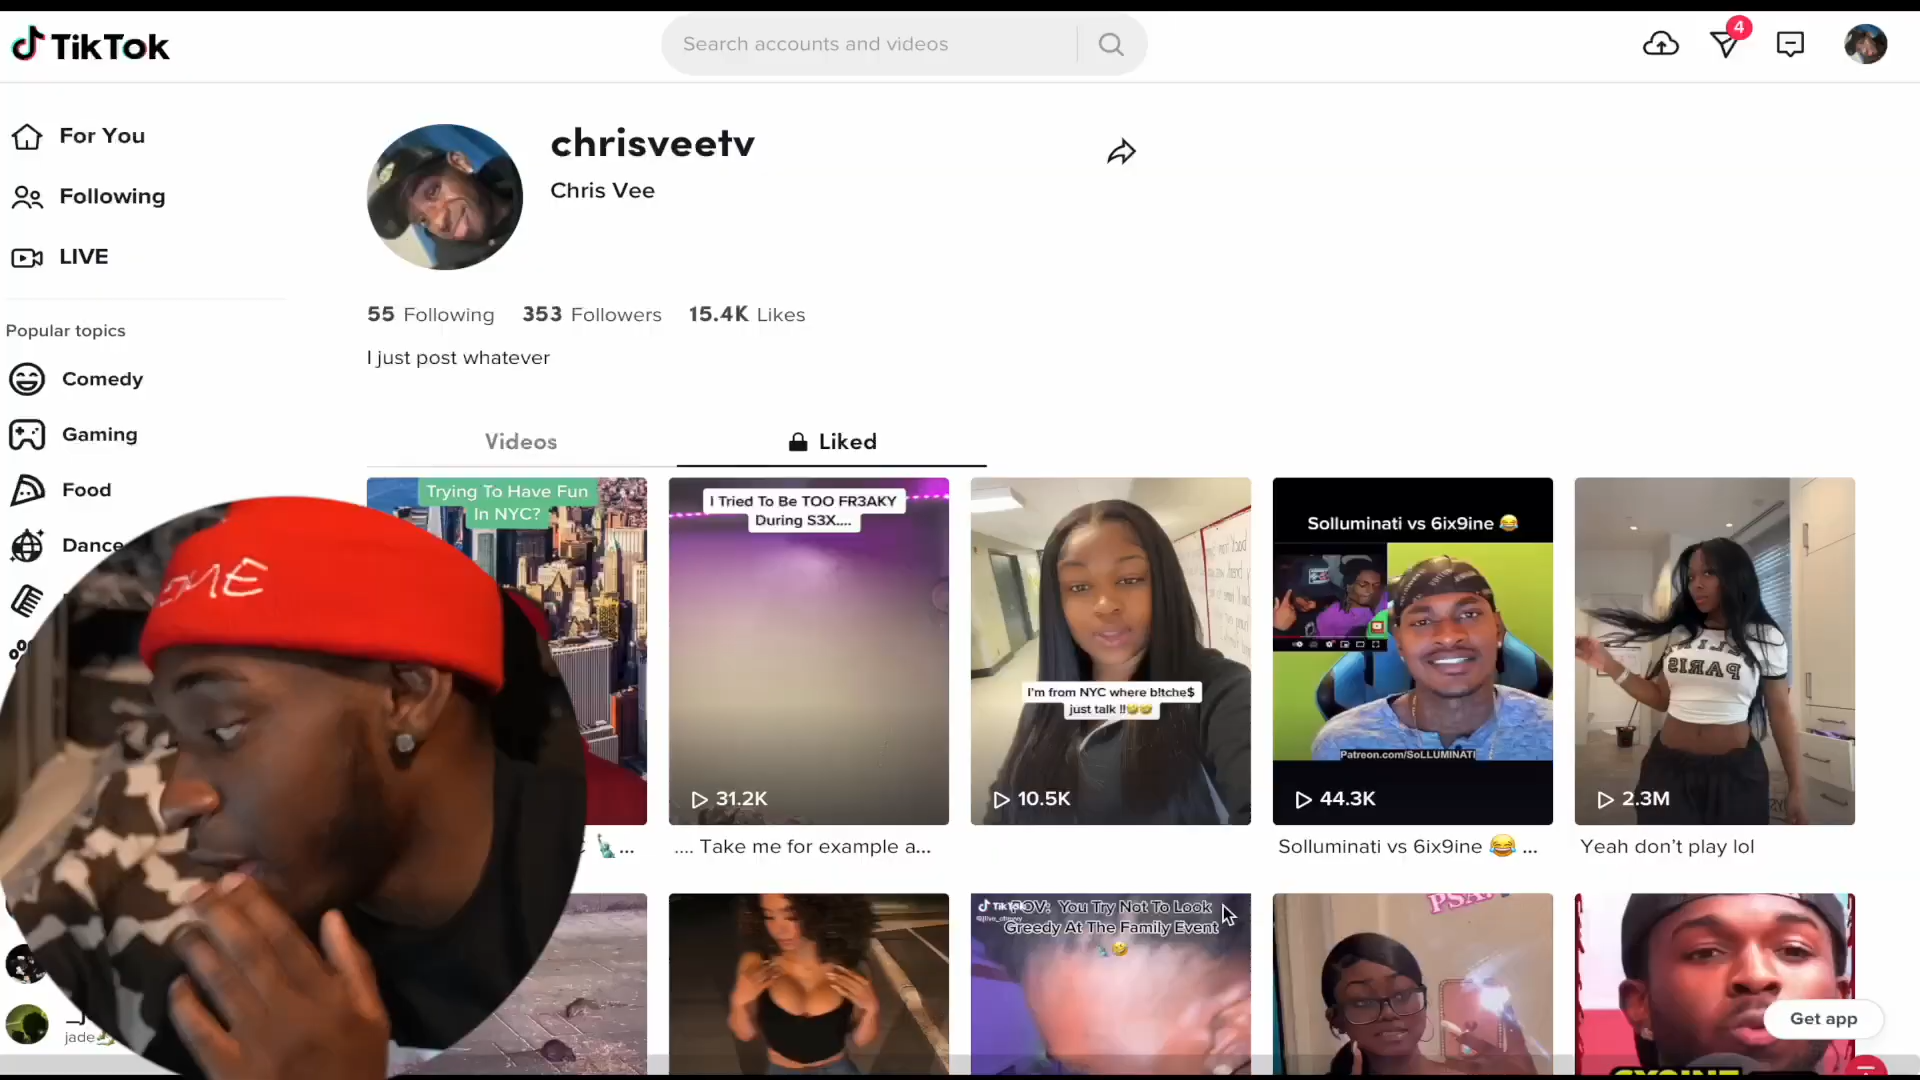 TikTok
Search accounts and videos
4
For You
Following
LIVE
Popular topics
Comedy
Gaming
Food
Dance
jade
chrisveetv
Chris Vee
55 Following 353 Followers 15.4K Likes
I just post whatever
Videos
Liked
Trying To Have Fun
In NYC?
I Tried To Be TOO FR3AKY
During S3X....
31.2K
.... Take me for example a...
I'm from NYC where b!tche$
just talk !!🤣🤣
10.5K
Solluminati vs 6ix9ine 😂
Patreon.com/SoLLUMINATI
44.3K
Solluminati vs 6ix9ine 😂 ...
PARIS
2.3M
Yeah don't play lol
🗽...
TikTok
POV: You Try Not To Look
Greedy At The Family Event
Get app